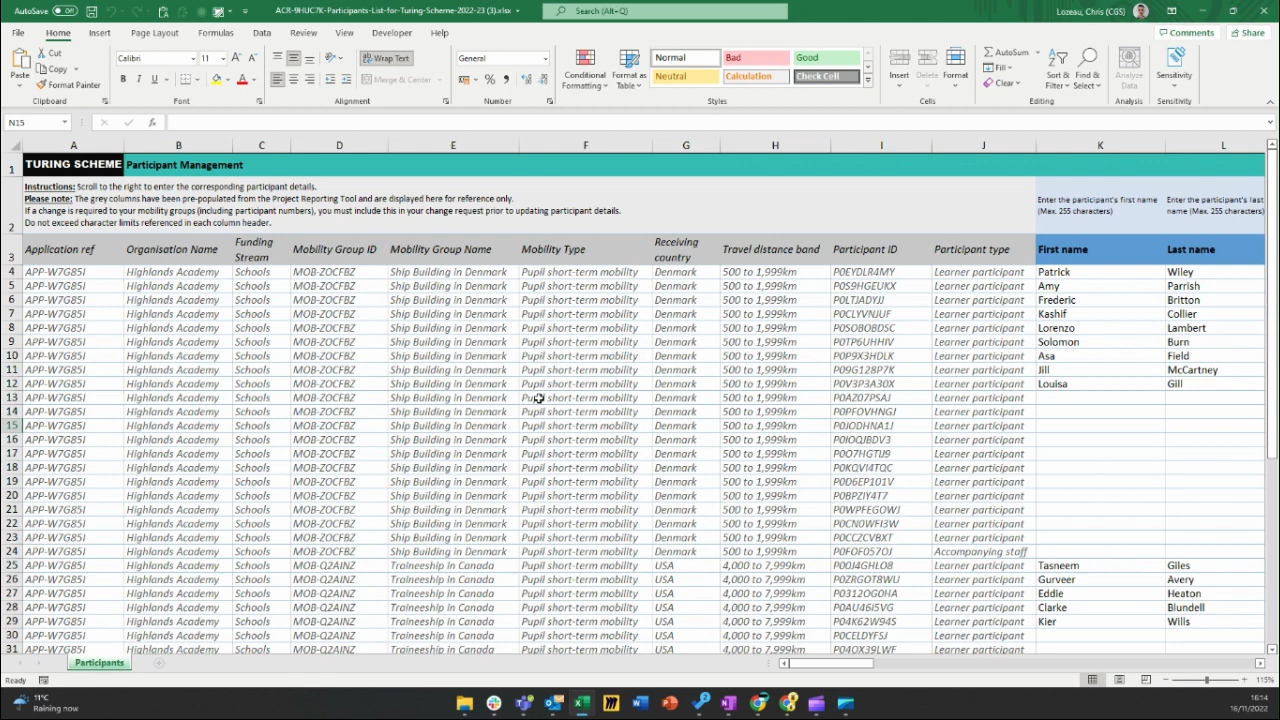 AutoSave Off ACR-9HUC7K-Participants-List-for-Turing-Scheme-2022-23 (3).xlsx Search (Alt+Q) Lozeau, Chris (CGS)
File Home Insert Page Layout Formulas Data Review View Developer Help Comments Share
Paste Cut Copy Format Painter Calibri 11 Wrap Text Merge & Center General Conditional Formatting Format as Table Normal Bad Good Neutral Calculation Check Cell Insert Delete Format AutoSum Fill Clear Sort & Filter Find & Select Analyze Data Sensitivity
Clipboard Font Alignment Number Styles Cells Editing Analysis Sensitivity
N15
A B C D E F G H I J K L
1 TURING SCHEME Participant Management
Instructions: Scroll to the right to enter the corresponding participant details.
Please note: The grey columns have been pre-populated from the Project Reporting Tool and are displayed here for reference only.
If a change is required to your mobility groups (including participant numbers), you must include this in your change request prior to updating participant details.
2 Do not exceed character limits referenced in each column header.
Enter the participant's first name (Max. 255 characters)
Enter the participant's last name (Max. 255 characters)
3 Application ref Organisation Name Funding Stream Mobility Group ID Mobility Group Name Mobility Type Receiving country Travel distance band Participant ID Participant type First name Last name
4 APP-W7G85I Highlands Academy Schools MOB-ZOCFBZ Ship Building in Denmark Pupil short-term mobility Denmark 500 to 1,999km P0EYDLR4MY Learner participant Patrick Wiley
5 APP-W7G85I Highlands Academy Schools MOB-ZOCFBZ Ship Building in Denmark Pupil short-term mobility Denmark 500 to 1,999km P0S9HGEUKX Learner participant Amy Parrish
6 APP-W7G85I Highlands Academy Schools MOB-ZOCFBZ Ship Building in Denmark Pupil short-term mobility Denmark 500 to 1,999km P0LTJADYJJ Learner participant Frederic Britton
7 APP-W7G85I Highlands Academy Schools MOB-ZOCFBZ Ship Building in Denmark Pupil short-term mobility Denmark 500 to 1,999km P0CLYVNJUF Learner participant Kashif Collier
8 APP-W7G85I Highlands Academy Schools MOB-ZOCFBZ Ship Building in Denmark Pupil short-term mobility Denmark 500 to 1,999km P0SOBOBDSC Learner participant Lorenzo Lambert
9 APP-W7G85I Highlands Academy Schools MOB-ZOCFBZ Ship Building in Denmark Pupil short-term mobility Denmark 500 to 1,999km P0TP6UHHIV Learner participant Solomon Burn
10 APP-W7G85I Highlands Academy Schools MOB-ZOCFBZ Ship Building in Denmark Pupil short-term mobility Denmark 500 to 1,999km P0P9X3HDLK Learner participant Asa Field
11 APP-W7G85I Highlands Academy Schools MOB-ZOCFBZ Ship Building in Denmark Pupil short-term mobility Denmark 500 to 1,999km P09G128P7K Learner participant Jill McCartney
12 APP-W7G85I Highlands Academy Schools MOB-ZOCFBZ Ship Building in Denmark Pupil short-term mobility Denmark 500 to 1,999km P0V3P3A30X Learner participant Louisa Gill
13 APP-W7G85I Highlands Academy Schools MOB-ZOCFBZ Ship Building in Denmark Pupil short-term mobility Denmark 500 to 1,999km P0AZ07PSAJ Learner participant
14 APP-W7G85I Highlands Academy Schools MOB-ZOCFBZ Ship Building in Denmark Pupil short-term mobility Denmark 500 to 1,999km P0PFOVHNGJ Learner participant
15 APP-W7G85I Highlands Academy Schools MOB-ZOCFBZ Ship Building in Denmark Pupil short-term mobility Denmark 500 to 1,999km P0JODHNA1J Learner participant
16 APP-W7G85I Highlands Academy Schools MOB-ZOCFBZ Ship Building in Denmark Pupil short-term mobility Denmark 500 to 1,999km P0IOQJBDV3 Learner participant
17 APP-W7G85I Highlands Academy Schools MOB-ZOCFBZ Ship Building in Denmark Pupil short-term mobility Denmark 500 to 1,999km P0O7HGTIJ9 Learner participant
18 APP-W7G85I Highlands Academy Schools MOB-ZOCFBZ Ship Building in Denmark Pupil short-term mobility Denmark 500 to 1,999km P0KQVI4TQC Learner participant
19 APP-W7G85I Highlands Academy Schools MOB-ZOCFBZ Ship Building in Denmark Pupil short-term mobility Denmark 500 to 1,999km P0D6EP101V Learner participant
20 APP-W7G85I Highlands Academy Schools MOB-ZOCFBZ Ship Building in Denmark Pupil short-term mobility Denmark 500 to 1,999km P0BPZIY4T7 Learner participant
21 APP-W7G85I Highlands Academy Schools MOB-ZOCFBZ Ship Building in Denmark Pupil short-term mobility Denmark 500 to 1,999km P0WPFEGOWJ Learner participant
22 APP-W7G85I Highlands Academy Schools MOB-ZOCFBZ Ship Building in Denmark Pupil short-term mobility Denmark 500 to 1,999km P0CN0WFI3W Learner participant
23 APP-W7G85I Highlands Academy Schools MOB-ZOCFBZ Ship Building in Denmark Pupil short-term mobility Denmark 500 to 1,999km P0CCZCVBXT Learner participant
24 APP-W7G85I Highlands Academy Schools MOB-ZOCFBZ Ship Building in Denmark Pupil short-term mobility Denmark 500 to 1,999km P0FOF057OJ Accompanying staff
25 APP-W7G85I Highlands Academy Schools MOB-Q2AINZ Traineeship in Canada Pupil short-term mobility USA 4,000 to 7,999km P00J4GHLO8 Learner participant Tasneem Giles
26 APP-W7G85I Highlands Academy Schools MOB-Q2AINZ Traineeship in Canada Pupil short-term mobility USA 4,000 to 7,999km P0ZRGOT8WU Learner participant Gurveer Avery
27 APP-W7G85I Highlands Academy Schools MOB-Q2AINZ Traineeship in Canada Pupil short-term mobility USA 4,000 to 7,999km P0312OG0HA Learner participant Eddie Heaton
28 APP-W7G85I Highlands Academy Schools MOB-Q2AINZ Traineeship in Canada Pupil short-term mobility USA 4,000 to 7,999km P0AU46I5VG Learner participant Clarke Blundell
29 APP-W7G85I Highlands Academy Schools MOB-Q2AINZ Traineeship in Canada Pupil short-term mobility USA 4,000 to 7,999km P04K62W94S Learner participant Kier Wills
30 APP-W7G85I Highlands Academy Schools MOB-Q2AINZ Traineeship in Canada Pupil short-term mobility USA 4,000 to 7,999km P0CELDYFSJ Learner participant
31 APP-W7G85I Highlands Academy Schools MOB-Q2AINZ Traineeship in Canada Pupil short-term mobility USA 4,000 to 7,999km P04OX39LWF Learner participant
Participants
Ready 115%
11°C
Raining now
16:14
16/11/2022